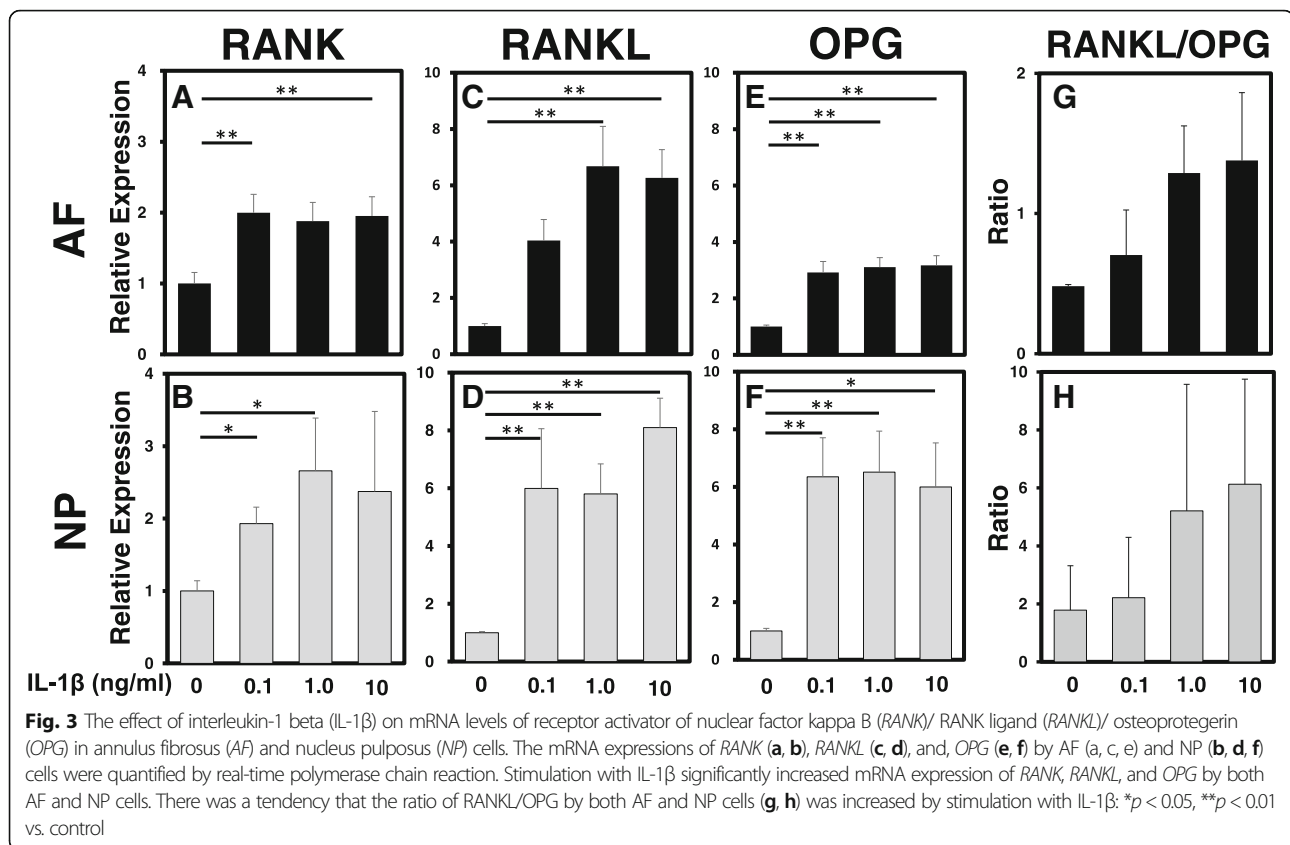 RANK RANKL OPG RANKL/OPG
AF
Relative Expression
A
4
3
2
1
0
**
**
C
10
8
6
4
2
0
**
**
E
10
8
6
4
2
0
**
**
**
Ratio
G
2
1
0
NP
Relative Expression
B
4
3
2
1
0
*
*
D
10
8
6
4
2
0
**
**
**
F
10
8
6
4
2
0
*
**
**
Ratio
H
10
8
6
4
2
0
IL-1β (ng/ml) 0 0.1 1.0 10 0 0.1 1.0 10 0 0.1 1.0 10 0 0.1 1.0 10
Fig. 3 The effect of interleukin-1 beta (IL-1β) on mRNA levels of receptor activator of nuclear factor kappa B (RANK)/ RANK ligand (RANKL)/ osteoprotegerin
(OPG) in annulus fibrosus (AF) and nucleus pulposus (NP) cells. The mRNA expressions of RANK (a, b), RANKL (c, d), and, OPG (e, f) by AF (a, c, e) and NP (b, d, f)
cells were quantified by real-time polymerase chain reaction. Stimulation with IL-1β significantly increased mRNA expression of RANK, RANKL, and OPG by both
AF and NP cells. There was a tendency that the ratio of RANKL/OPG by both AF and NP cells (g, h) was increased by stimulation with IL-1β: *p < 0.05, **p < 0.01
vs. control